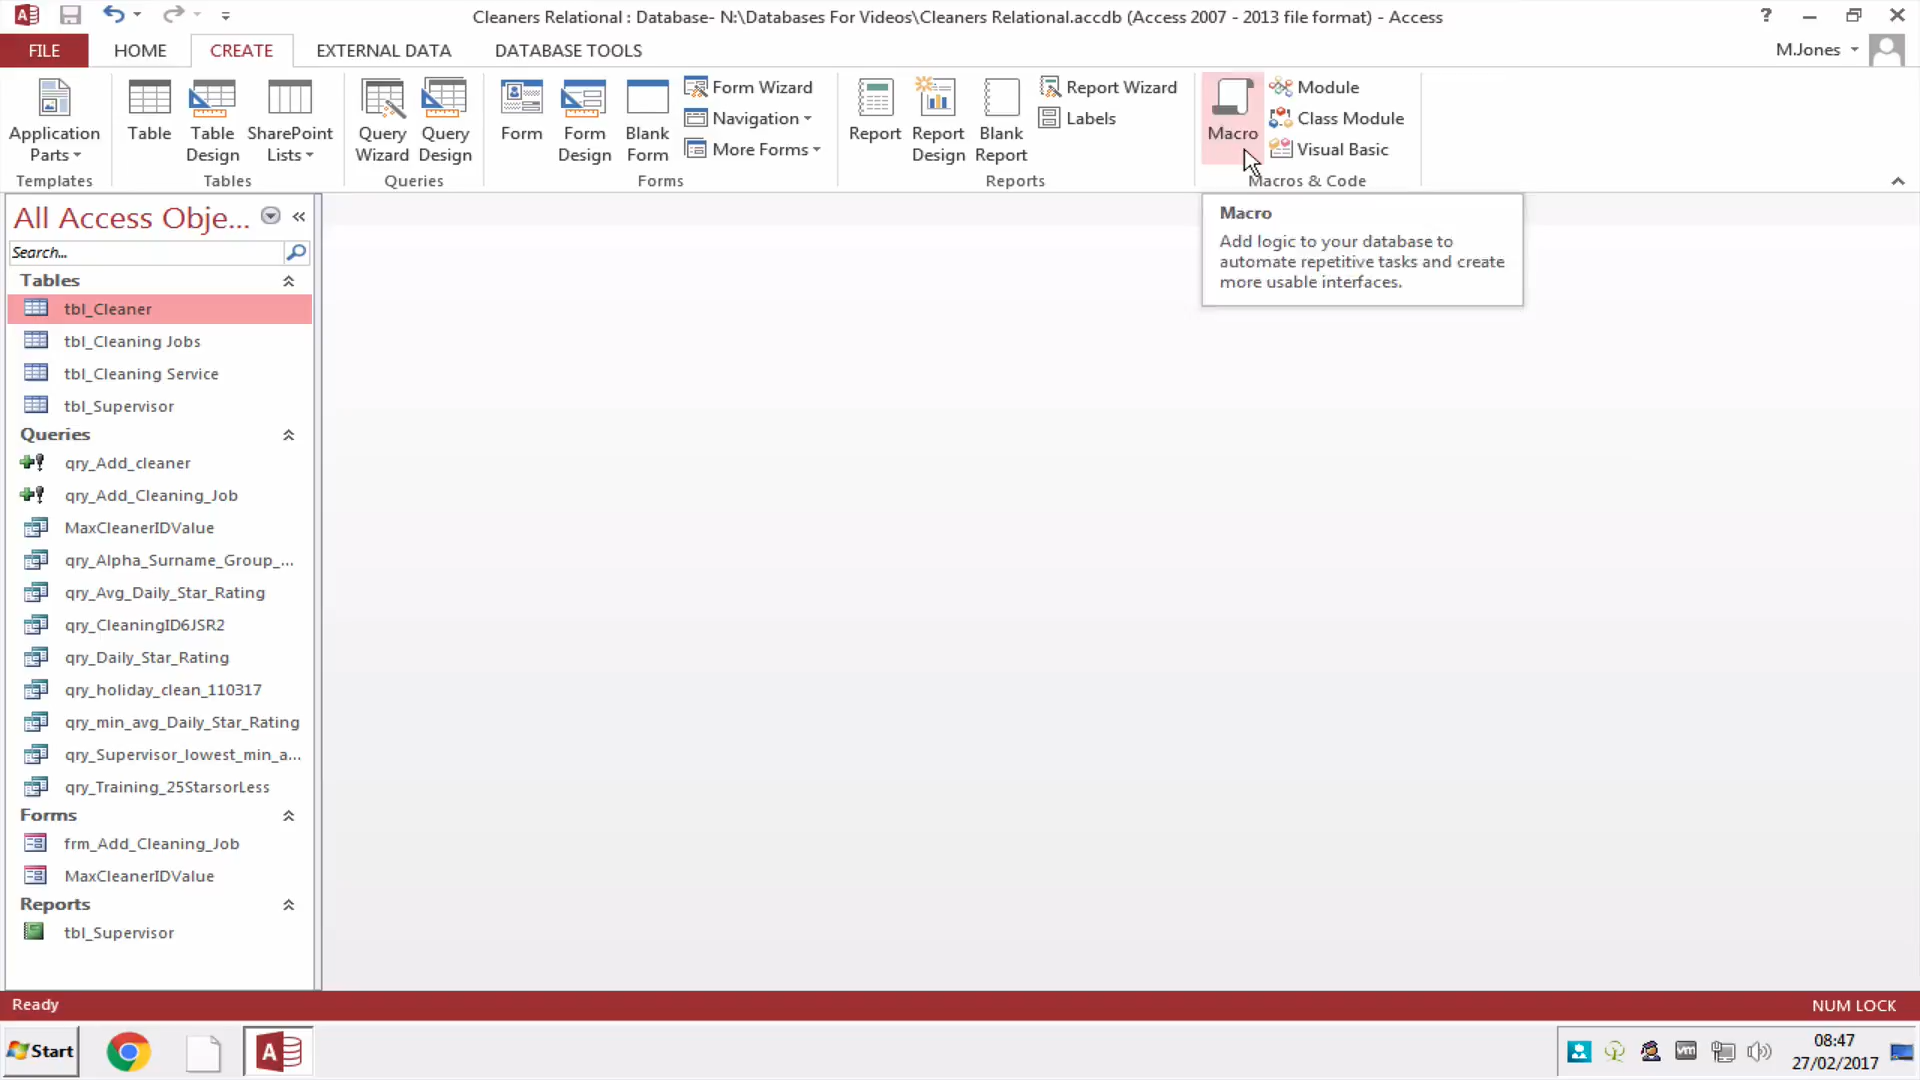 Cleaners Relational : Database- N:\Databases For Videos\Cleaners Relational.accdb (Access 2007 - 2013 file format) - Access
?
FILE HOME CREATE EXTERNAL DATA DATABASE TOOLS
M.Jones
Application Parts
Templates
Table
Table Design
SharePoint Lists
Tables
Query Wizard
Query Design
Queries
Form
Form Design
Blank Form
Form Wizard
Navigation
More Forms
Forms
Report
Report Design
Blank Report
Report Wizard
Labels
Reports
Macro
Module
Class Module
Visual Basic
Macros & Code
Macro
Add logic to your database to
automate repetitive tasks and create
more usable interfaces.
All Access Obje...
Search...
Tables
tbl_Cleaner
tbl_Cleaning Jobs
tbl_Cleaning Service
tbl_Supervisor
Queries
qry_Add_cleaner
qry_Add_Cleaning_Job
MaxCleanerIDValue
qry_Alpha_Surname_Group_...
qry_Avg_Daily_Star_Rating
qry_CleaningID6JSR2
qry_Daily_Star_Rating
qry_holiday_clean_110317
qry_min_avg_Daily_Star_Rating
qry_Supervisor_lowest_min_a...
qry_Training_25StarsorLess
Forms
frm_Add_Cleaning_Job
MaxCleanerIDValue
Reports
tbl_Supervisor
Ready
NUM LOCK
Start
vm
08:47
27/02/2017